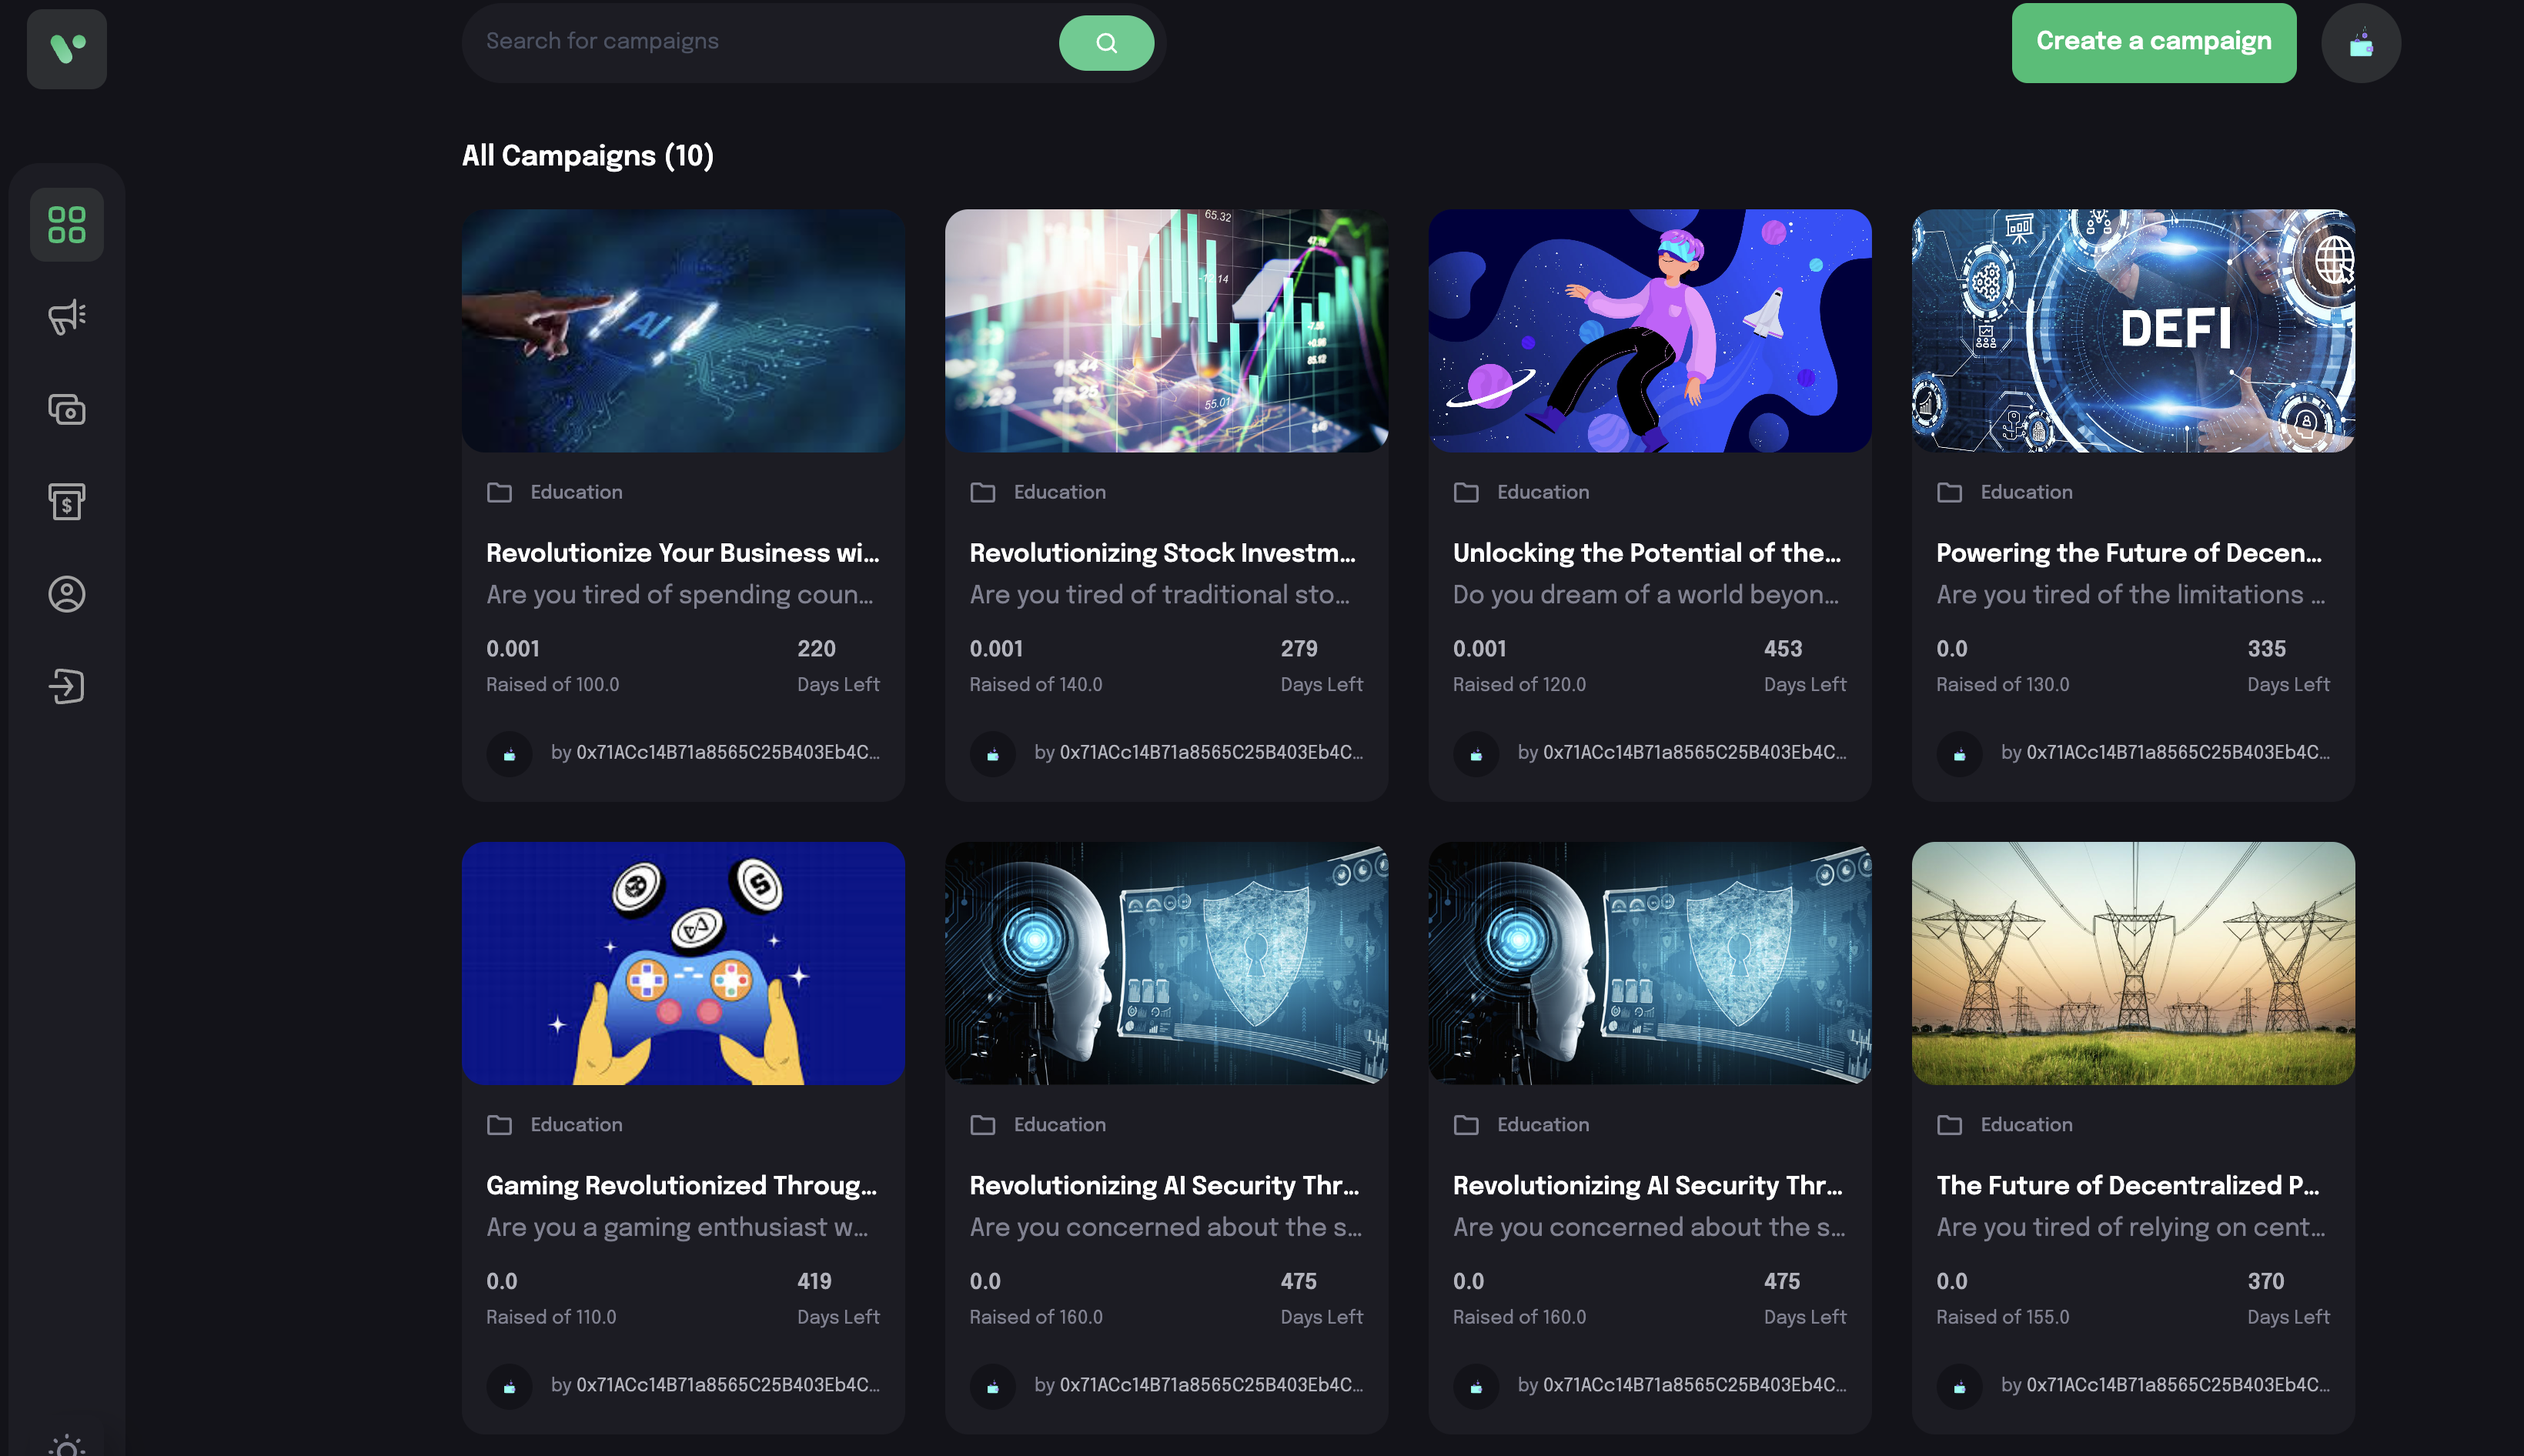 Search for campaigns
Create a campaign
All Campaigns (10)
AI
65.32
-12.14
55.01
DEFI
Education
Education
Education
Education
Revolutionize Your Business wi...
Revolutionizing Stock Investm...
Unlocking the Potential of the...
Powering the Future of Decen...
Are you tired of spending coun...
Are you tired of traditional sto...
Do you dream of a world beyon...
Are you tired of the limitations ...
0.001 220
0.001 279
0.001 453
0.0 335
Raised of 100.0 Days Left
Raised of 140.0 Days Left
Raised of 120.0 Days Left
Raised of 130.0 Days Left
by 0x71ACc14B71a8565C25B403Eb4C...
by 0x71ACc14B71a8565C25B403Eb4C...
by 0x71ACc14B71a8565C25B403Eb4C...
by 0x71ACc14B71a8565C25B403Eb4C...
Education
Education
Education
Education
Gaming Revolutionized Throug...
Revolutionizing AI Security Thr...
Revolutionizing AI Security Thr...
The Future of Decentralized P...
Are you a gaming enthusiast w...
Are you concerned about the s...
Are you concerned about the s...
Are you tired of relying on cent...
0.0 419
0.0 475
0.0 475
0.0 370
Raised of 110.0 Days Left
Raised of 160.0 Days Left
Raised of 160.0 Days Left
Raised of 155.0 Days Left
by 0x71ACc14B71a8565C25B403Eb4C...
by 0x71ACc14B71a8565C25B403Eb4C...
by 0x71ACc14B71a8565C25B403Eb4C...
by 0x71ACc14B71a8565C25B403Eb4C...